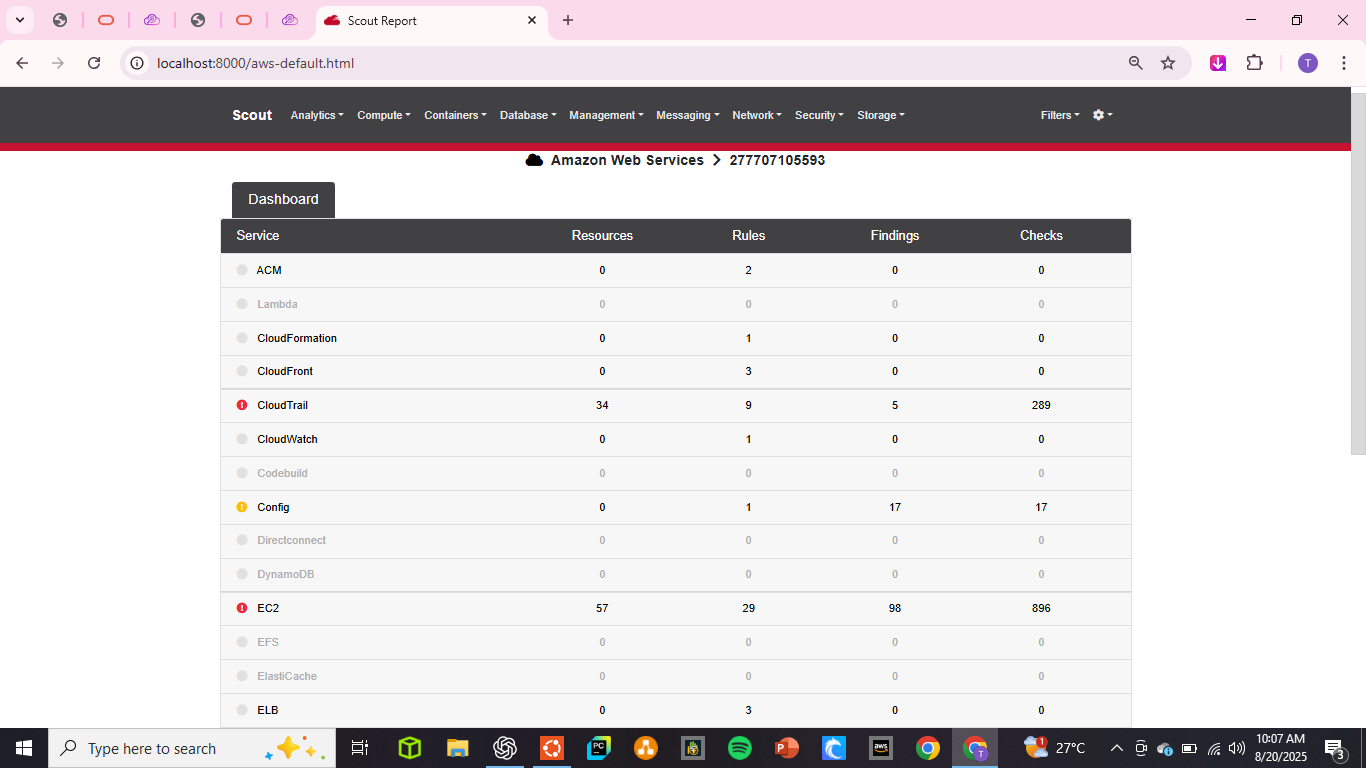 Scout Report
localhost:8000/aws-default.html
T
Scout Analytics Compute Containers Database Management Messaging Network Security Storage Filters
Amazon Web Services > 277707105593
Dashboard
Service Resources Rules Findings Checks
ACM 0 2 0 0
Lambda 0 0 0 0
CloudFormation 0 1 0 0
CloudFront 0 3 0 0
CloudTrail 34 9 5 289
CloudWatch 0 1 0 0
Codebuild 0 0 0 0
Config 0 1 17 17
Directconnect 0 0 0 0
DynamoDB 0 0 0 0
EC2 57 29 98 896
EFS 0 0 0 0
ElastiCache 0 0 0 0
ELB 0 3 0 0
Type here to search
PC
P
aws
T
1
27°C
10:07 AM
8/20/2025
3